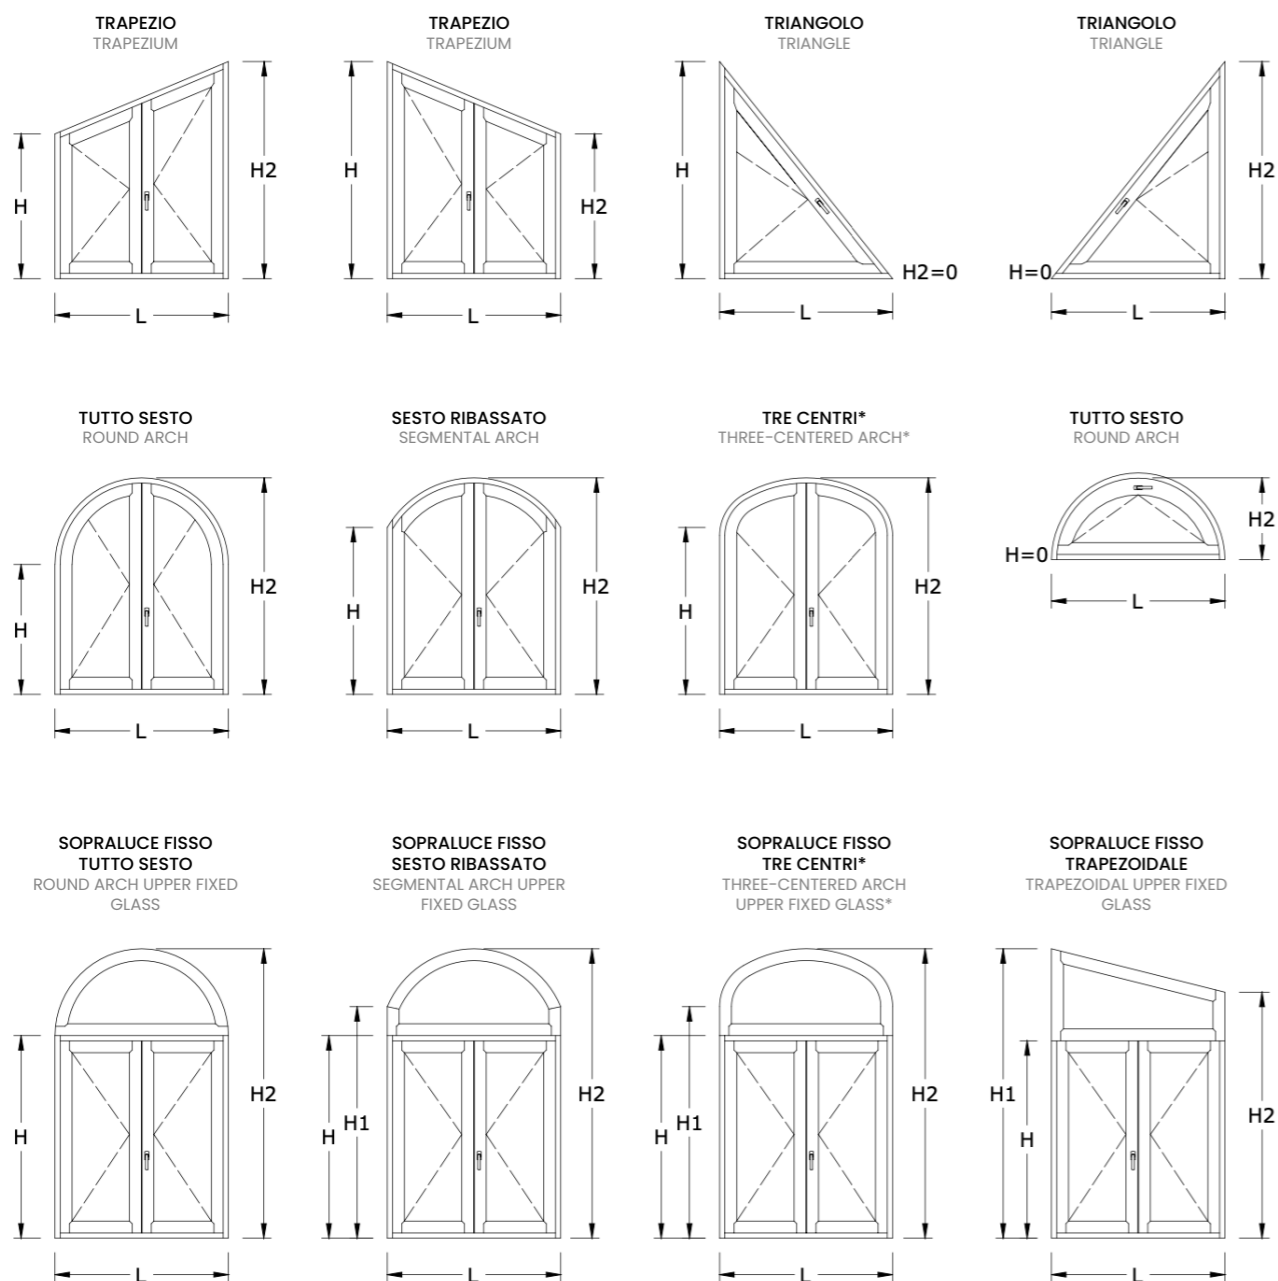 TRAPEZIO
TRAPEZIUM
TRAPEZIO
TRAPEZIUM
TRIANGOLO
TRIANGLE
TRIANGOLO
TRIANGLE
H
H2
L
H
H2
L
H
H2=0
L
H=0
H2
L
TUTTO SESTO
ROUND ARCH
SESTO RIBASSATO
SEGMENTAL ARCH
TRE CENTRI*
THREE-CENTERED ARCH*
TUTTO SESTO
ROUND ARCH
H
H2
L
H
H2
L
H
H2
L
H=0
H2
L
SOPRALUCE FISSO
TUTTO SESTO
ROUND ARCH UPPER FIXED
GLASS
SOPRALUCE FISSO
SESTO RIBASSATO
SEGMENTAL ARCH UPPER
FIXED GLASS
SOPRALUCE FISSO
TRE CENTRI*
THREE-CENTERED ARCH
UPPER FIXED GLASS*
SOPRALUCE FISSO
TRAPEZOIDALE
TRAPEZOIDAL UPPER FIXED
GLASS
H
H2
L
H
H1
H2
L
H
H1
H2
L
H1
H
H2
L